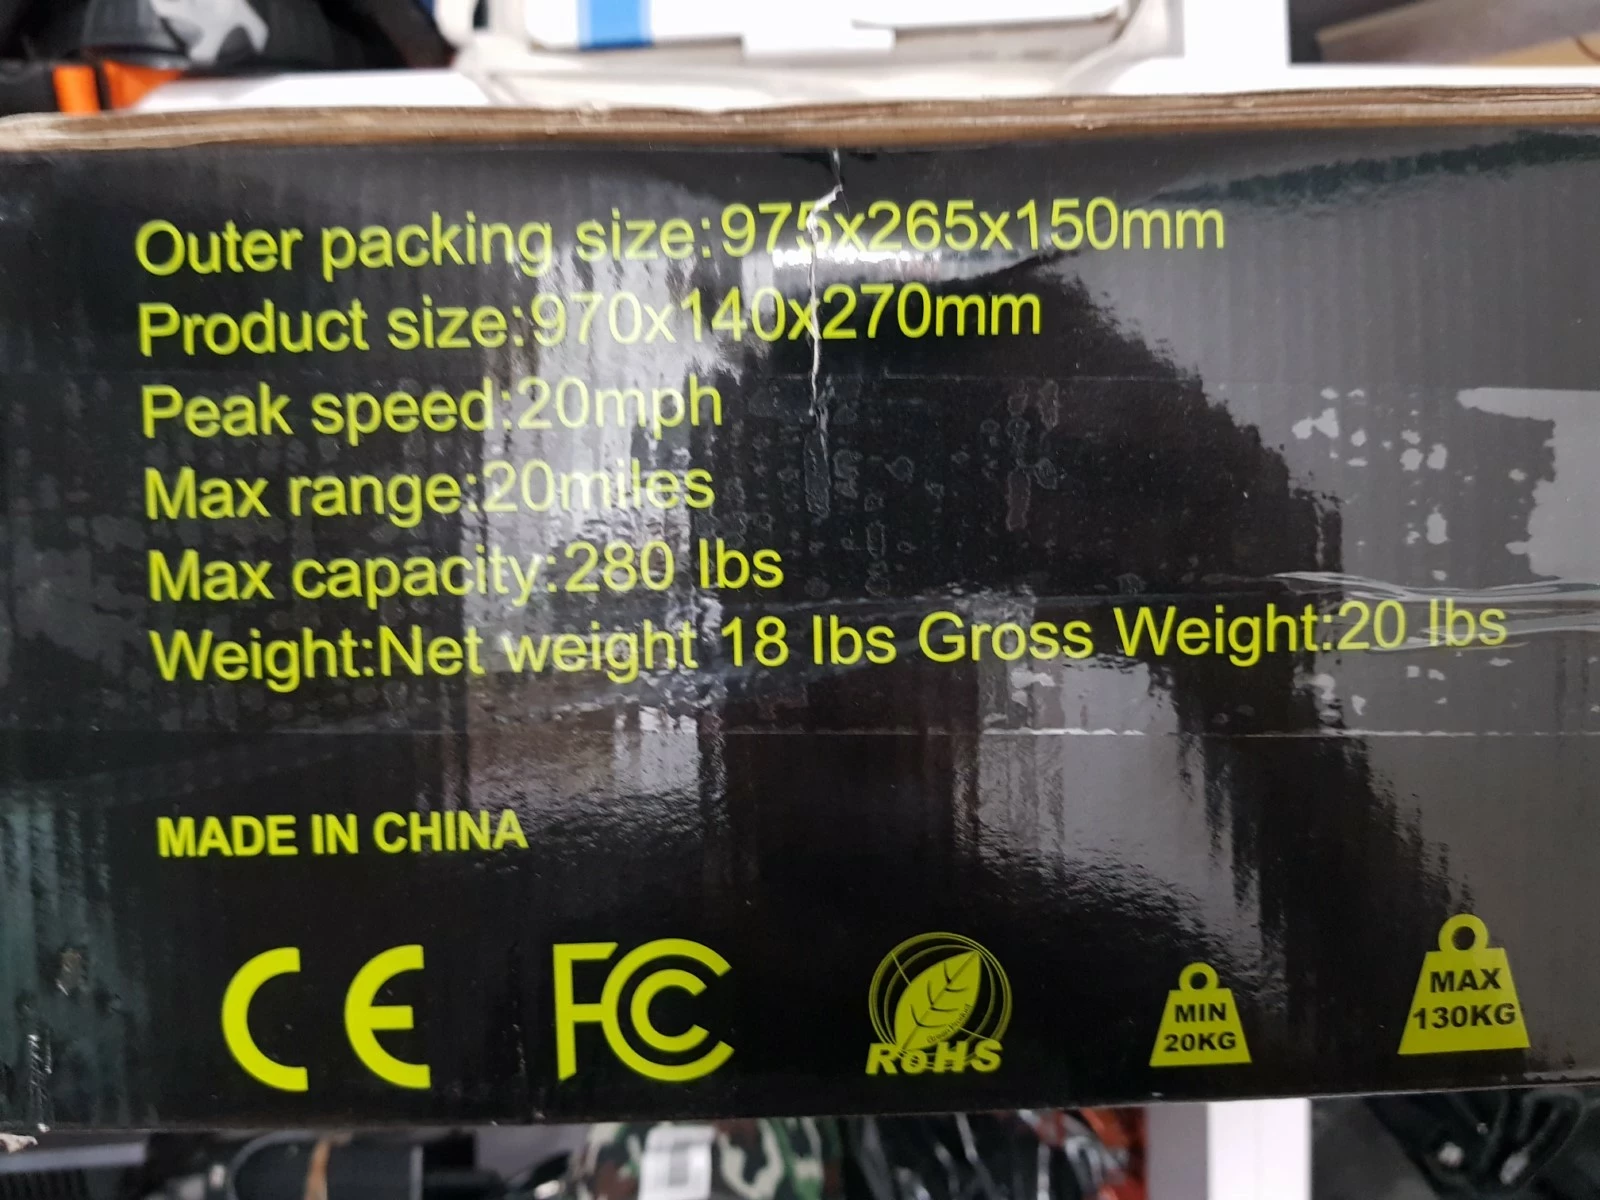 Outer packing size:975x265x150mm
Product size:970x140x270mm
Peak speed:20mph
Max range:20miles
Max capacity:280 lbs
Weight:Net weight 18 lbs Gross Weight:20 lbs
MADE IN CHINA
CE
FC
RoHS
MIN
20KG
MAX
130KG